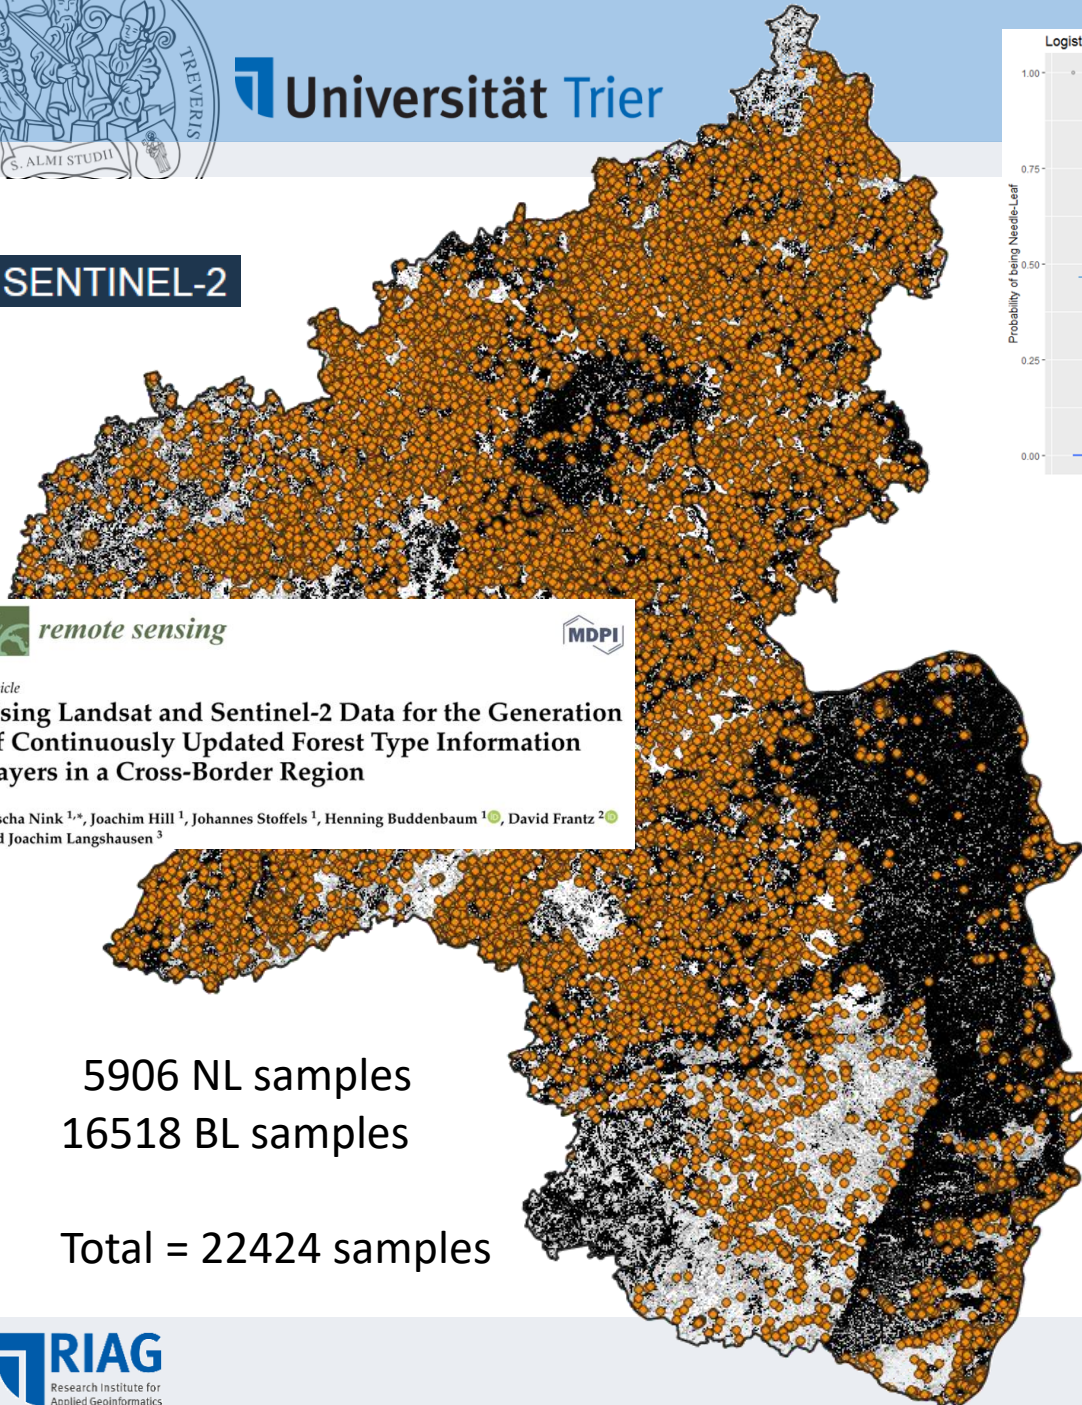 TREVERIS
S. ALMI STUDII
Universität Trier
SENTINEL-2
Logist
1.00
0.75
0.50
0.25
0.00
Probability of being Needle-Leaf
remote sensing
MDPI
icle
sing Landsat and Sentinel-2 Data for the Generation
f Continuously Updated Forest Type Information
ayers in a Cross-Border Region
scha Nink 1,*, Joachim Hill 1, Johannes Stoffels 1, Henning Buddenbaum 1 iD, David Frantz 2 iD
d Joachim Langshausen 3
5906 NL samples
16518 BL samples
Total = 22424 samples
RIAG
Research Institute for
Applied Geoinformatics